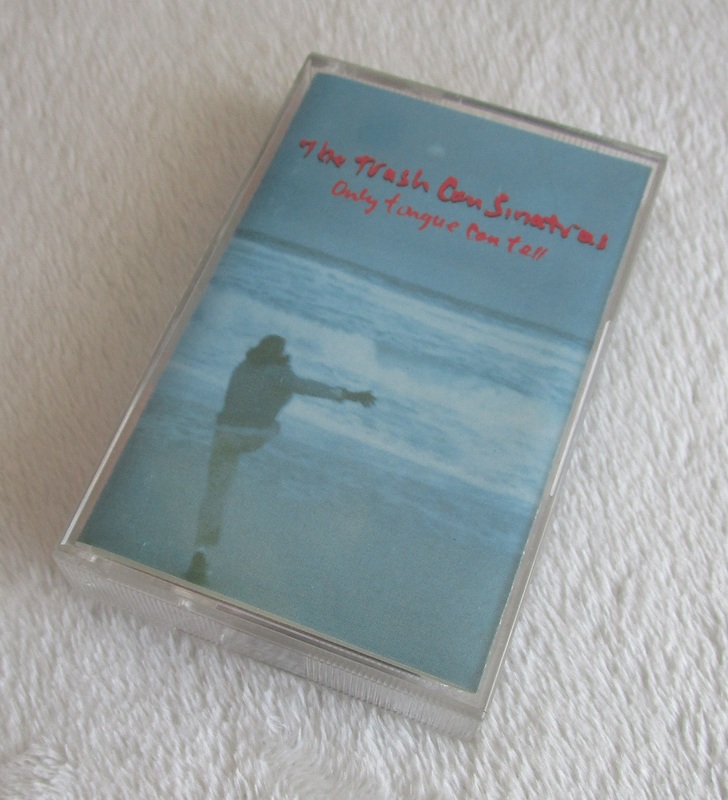 The Trash Can Sinatras
Only tongue can tell